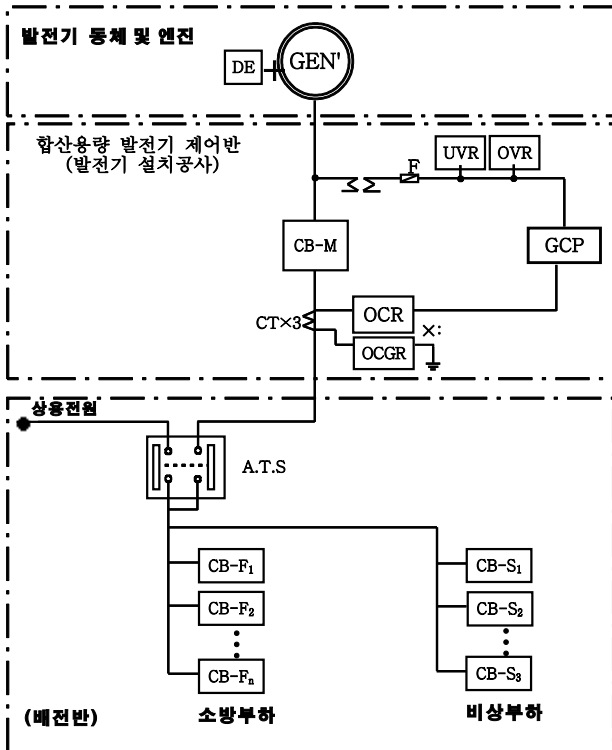 발전기 동체 및 엔진
DE
GEN'
합산용량 발전기 제어반
(발전기 설치공사)
F
UVR
OVR
CB-M
GCP
CT×3
OCR
×:
OCGR
상용전원
A.T.S
CB-F₁
CB-S₁
CB-F₂
CB-S₂
CB-Fₙ
CB-S₃
(배전반)
소방부하
비상부하